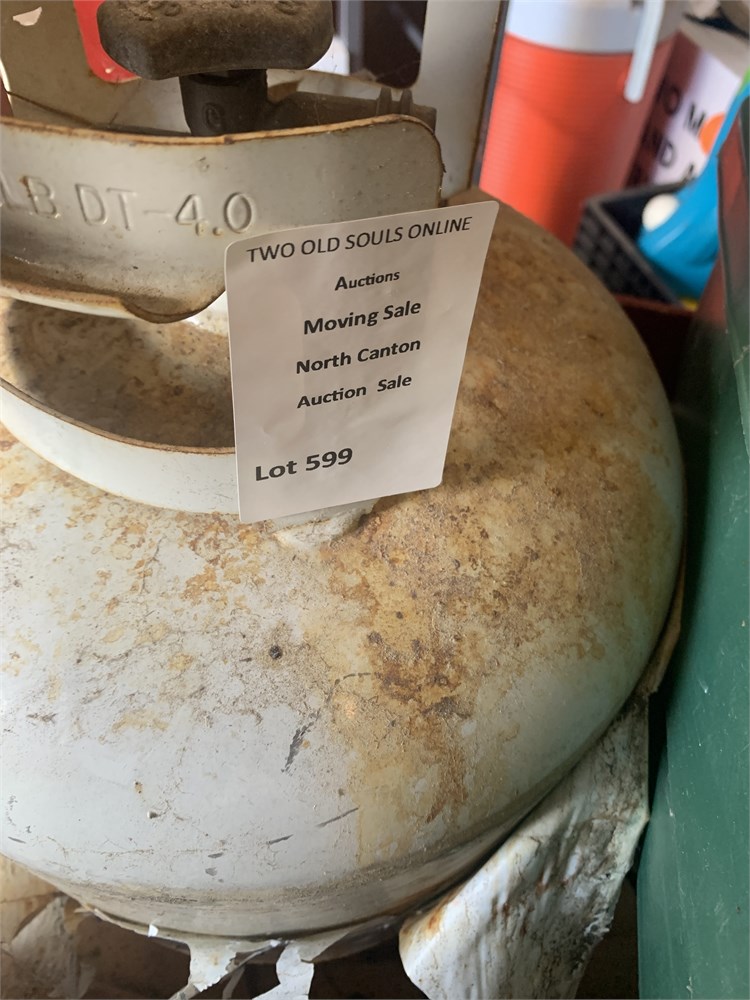 LB DT-4.0
TWO OLD SOULS ONLINE
Auctions
Moving Sale
North Canton
Auction Sale
Lot 599